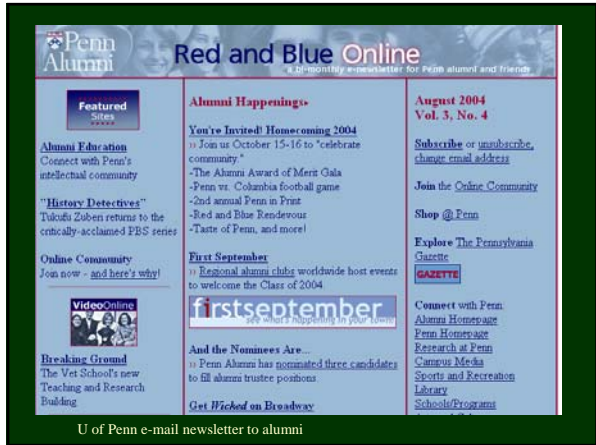 Penn
Alumni
Red and Blue Online
a bi-monthly e-newsletter for Penn alumni and friends
Featured
Sites
Alumni Education
Connect with Penn's
intellectual community
"History Detectives"
Tukufu Zuberi returns to the
critically-acclaimed PBS series
Online Community
Join now - and here's why!
VideoOnline
Breaking Ground
The Vet School's new
Teaching and Research
Building
Alumni Happenings»
You're Invited! Homecoming 2004
» Join us October 15-16 to "celebrate
community."
-The Alumni Award of Merit Gala
-Penn vs. Columbia football game
-2nd annual Penn in Print
-Red and Blue Rendevous
-Taste of Penn, and more!
First September
» Regional alumni clubs worldwide host events
to welcome the Class of 2004.
firstseptember
see what's happening in your town!
And the Nominees Are...
» Penn Alumni has nominated three candidates
to fill alumni trustee positions.
Get Wicked on Broadway
August 2004
Vol. 3, No. 4
Subscribe or unsubscribe,
change email address
Join the Online Community
Shop @ Penn
Explore The Pennsylvania
Gazette
GAZETTE
Connect with Penn:
Alumni Homepage
Penn Homepage
Research at Penn
Campus Media
Sports and Recreation
Library
Schools/Programs
U of Penn e-mail newsletter to alumni